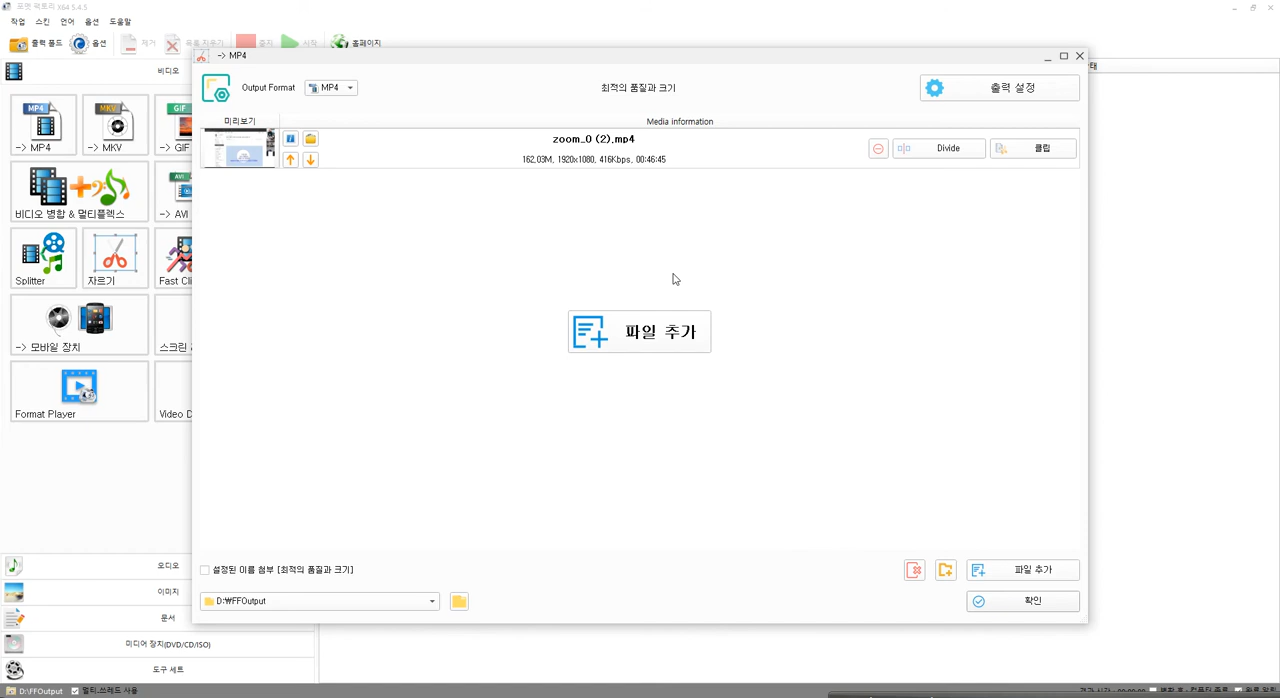 포맷 팩토리 X64 5.4.5
작업 스킨 언어 옵션 도움말
출력 폴드 옵션 제거 목록 지우기 중지 시작 홈페이지
비디오
MP4
-> MP4
MKV
-> MKV
GIF
-> GIF
비디오 병합 & 멀티플렉스
AVI
-> AVI
Splitter
자르기
Fast Cli
-> 모바일 장치
스크린
Format Player
Video D
오디오
이미지
문서
미디어 장치(DVD/CD/ISO)
도구 세트
D:\FFOutput
멀티-쓰레드 사용
-> MP4
Output Format
MP4
최적의 품질과 크기
출력 설정
미리보기
Media information
zoom_0 (2).mp4
162.03M, 1920x1080, 416Kbps, 00:46:45
Divide
클립
파일 추가
설정된 이름 첨부 [최적의 품질과 크기]
파일 추가
D:\FFOutput
확인